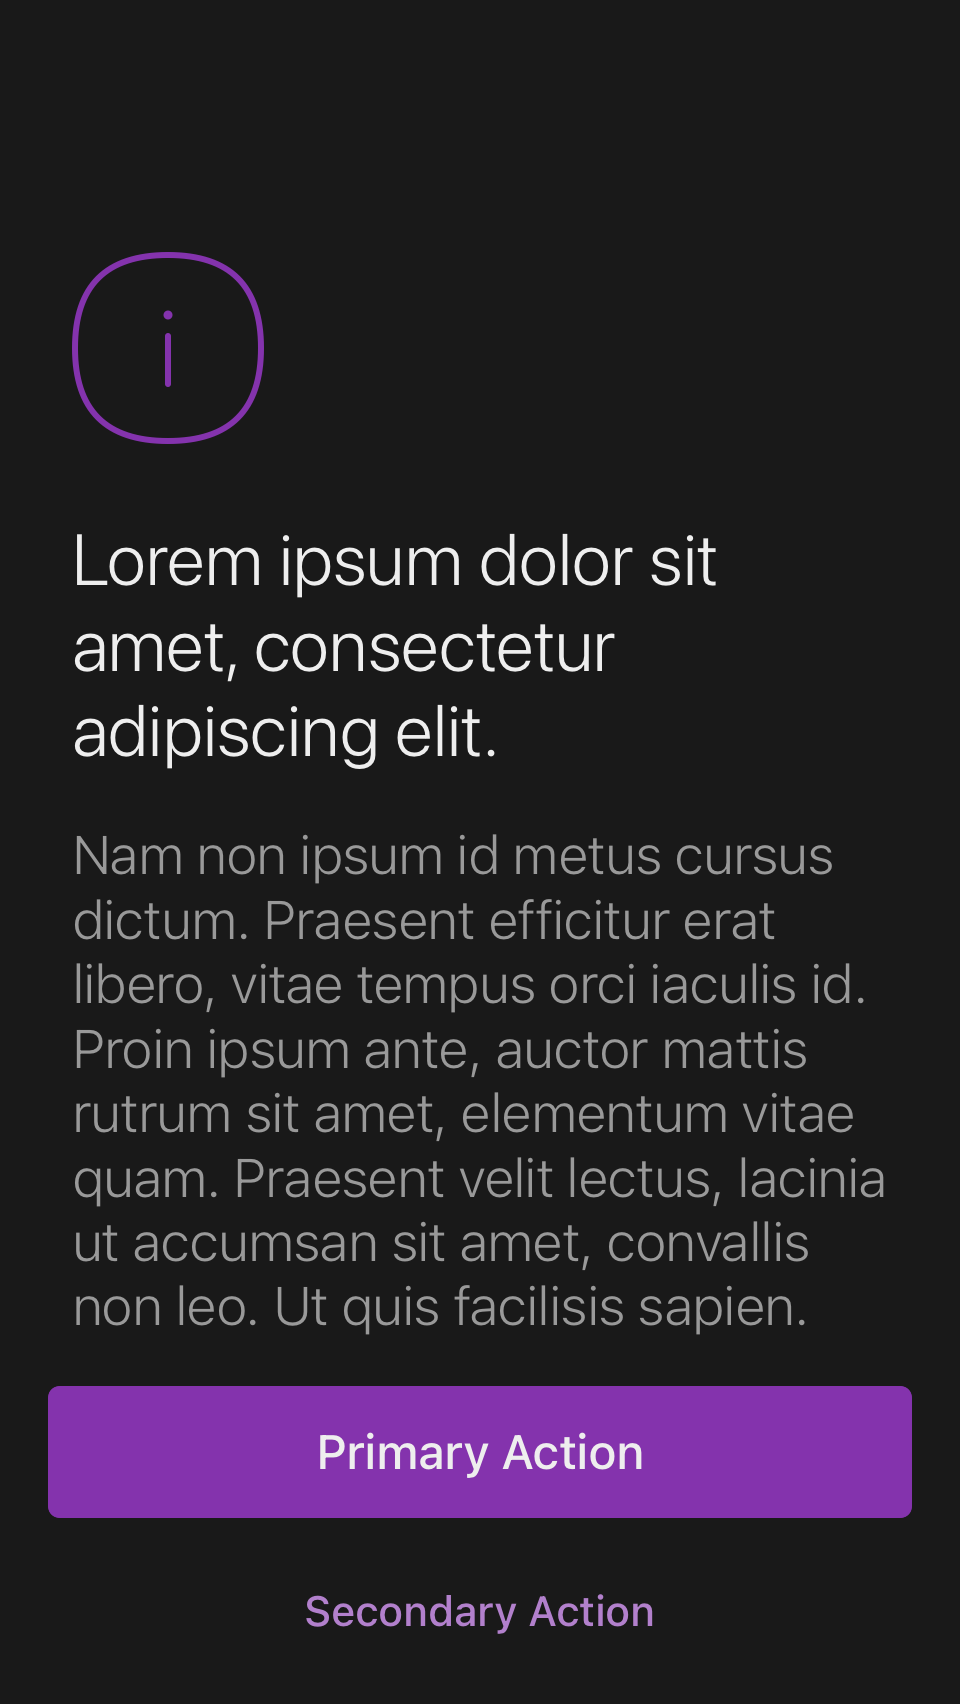 Lorem ipsum dolor sit
amet, consectetur
adipiscing elit.
Nam non ipsum id metus cursus
dictum. Praesent efficitur erat
libero, vitae tempus orci iaculis id.
Proin ipsum ante, auctor mattis
rutrum sit amet, elementum vitae
quam. Praesent velit lectus, lacinia
ut accumsan sit amet, convallis
non leo. Ut quis facilisis sapien.
Primary Action
Secondary Action